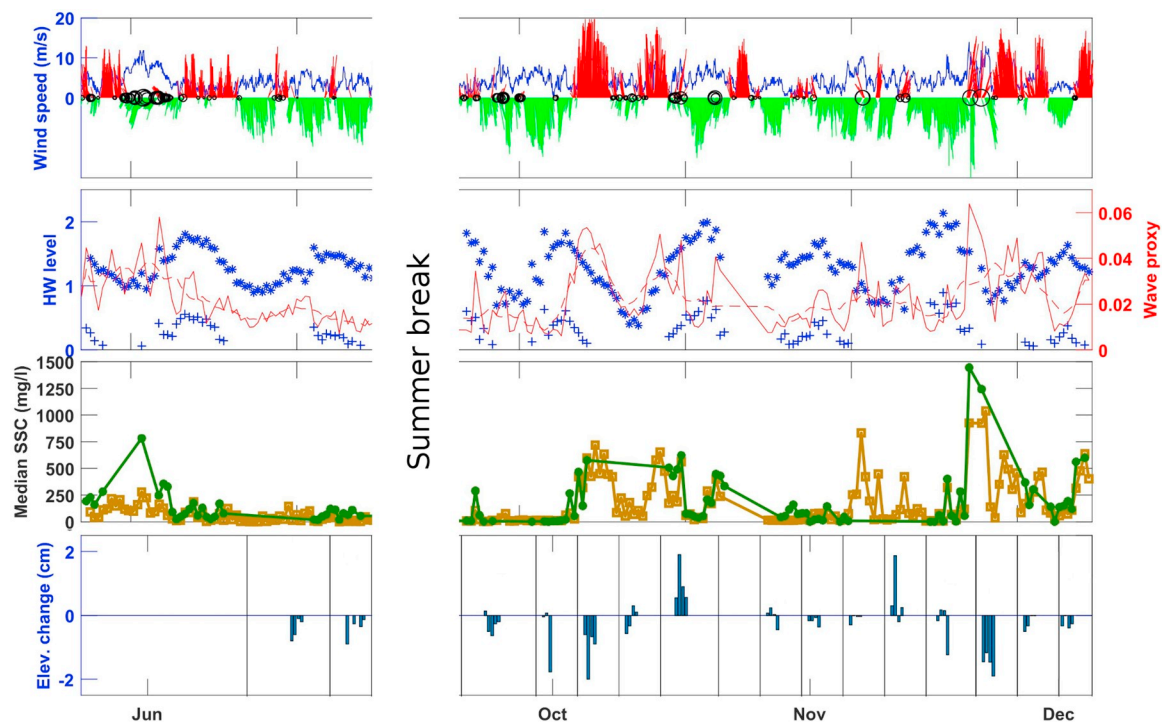 Wind speed (m/s)
20
10
0
HW level
2
1
0
Wave proxy
0.06
0.04
0.02
0
Summer break
Median SSC (mg/l)
1500
1250
1000
750
500
250
0
Elev. change (cm)
2
0
-2
Jun
Oct
Nov
Dec